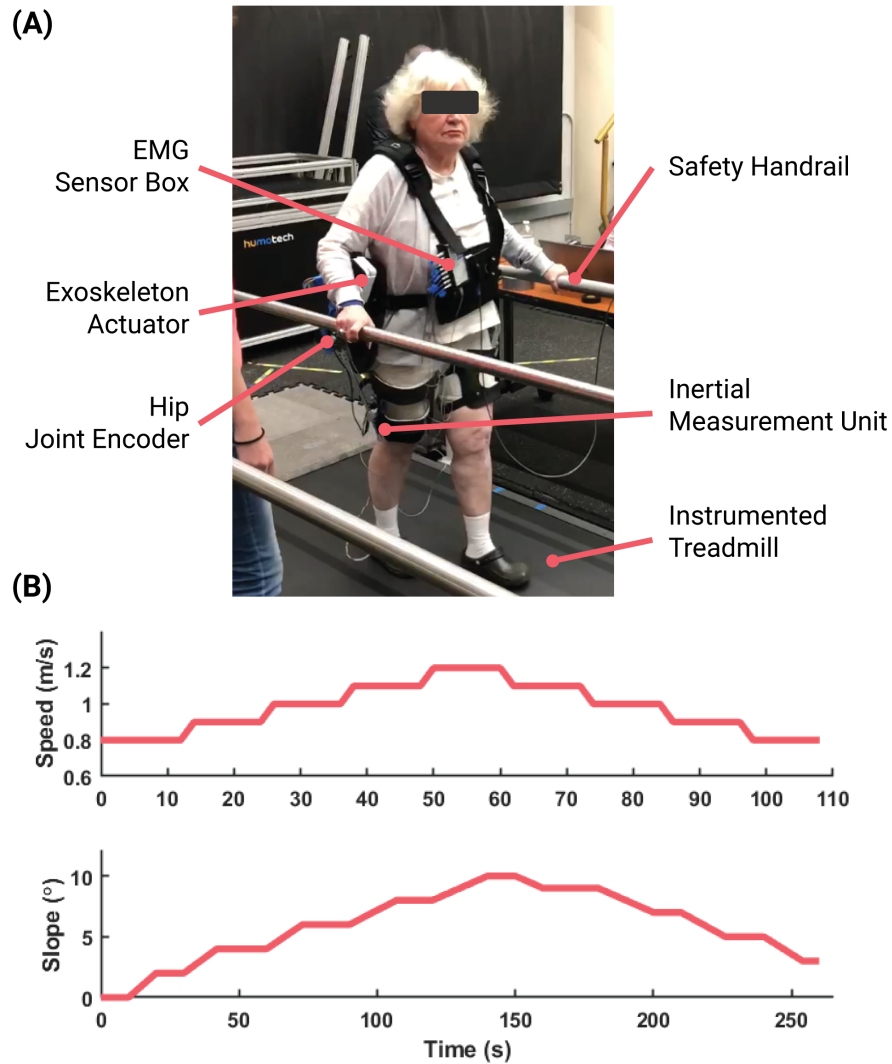 (A)
EMG
Sensor Box
Safety Handrail
humotech
Exoskeleton
Actuator
Hip
Joint Encoder
Inertial
Measurement Unit
Instrumented
Treadmill
(B)
Speed (m/s)
1.2
1
0.8
0.6
0 10 20 30 40 50 60 70 80 90 100 110
Slope (°)
10
5
0
0 50 100 150 200 250
Time (s)